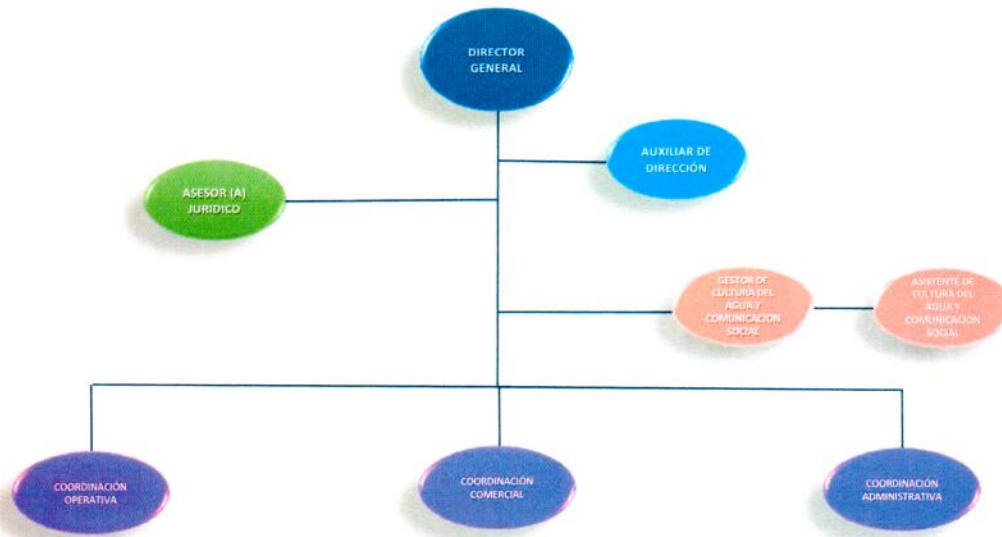 DIRECTOR
GENERAL
AUXILIAR DE
DIRECCIÓN
ASESOR (A)
JURIDICO
GESTOR DE
CULTURA DEL
AGUA Y
COMUNICACION
SOCIAL
ASISTENTE DE
CULTURA DEL
AGUA Y
COMUNICACION
SOCIAL
COORDINACIÓN
OPERATIVA
COORDINACIÓN
COMERCIAL
COORDINACIÓN
ADMINISTRATIVA